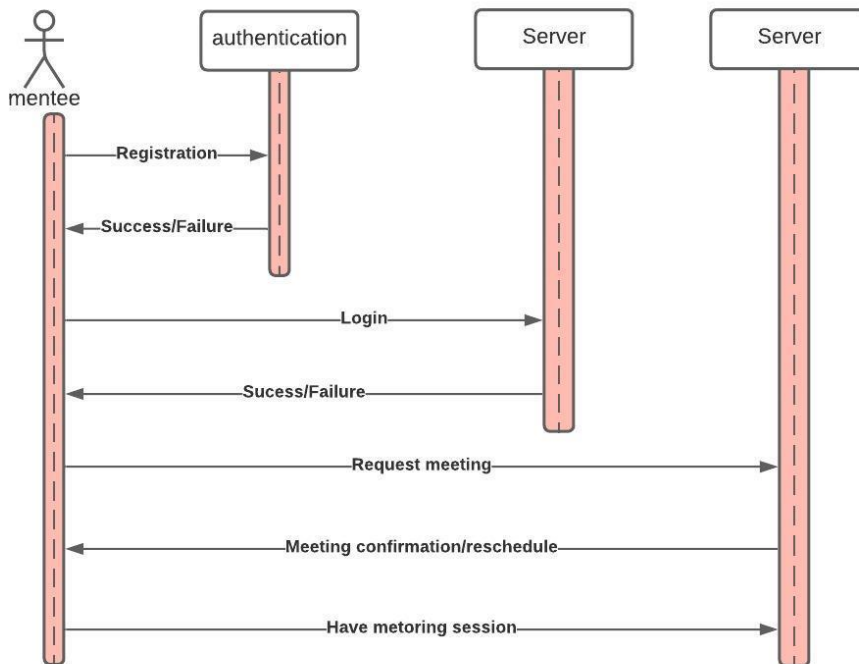 authentication
Server
Server
mentee
Registration
Success/Failure
Login
Sucess/Failure
Request meeting
Meeting confirmation/reschedule
Have metoring session